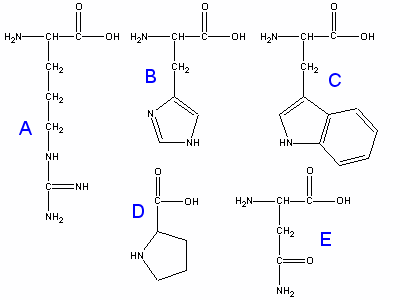 O
O
O
H₂N CH C OH
H₂N CH C OH
H₂N CH C OH
CH₂
CH₂
CH₂
B
C
CH₂
A
N
CH₂
NH
HN
NH
O
O
C NH
C OH
H₂N CH C OH
D
NH₂
CH₂
E
HN
C O
NH₂